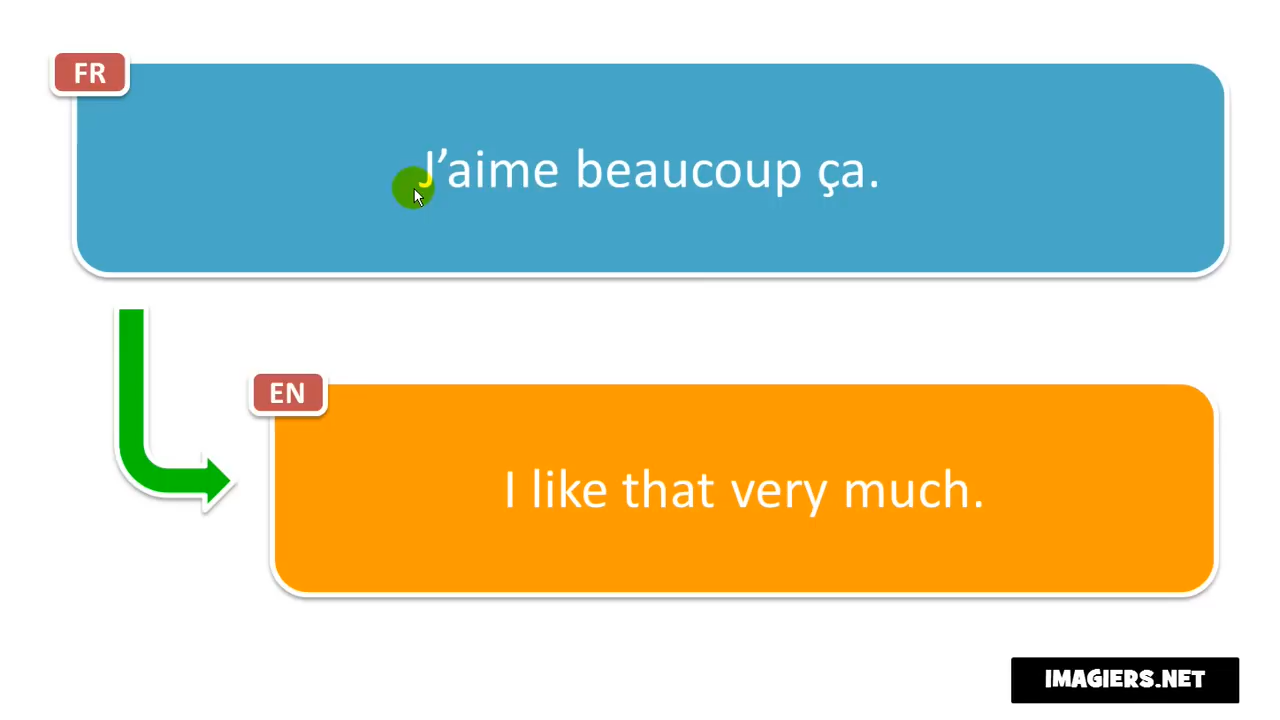 FR
J’aime beaucoup ça.
EN
I like that very much.
IMAGIERS.NET